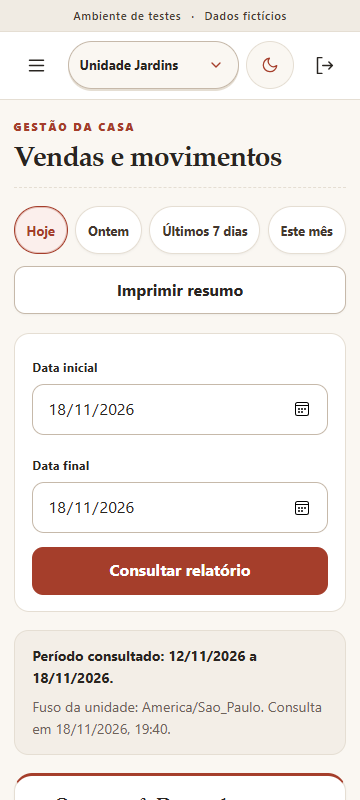 Ambiente de testes · Dados fictícios
Unidade Jardins
GESTÃO DA CASA
Vendas e movimentos
Hoje
Ontem
Últimos 7 dias
Este mês
Imprimir resumo
Data inicial
18/11/2026
Data final
18/11/2026
Consultar relatório
Período consultado: 12/11/2026 a
18/11/2026.
Fuso da unidade: America/Sao_Paulo. Consulta
em 18/11/2026, 19:40.